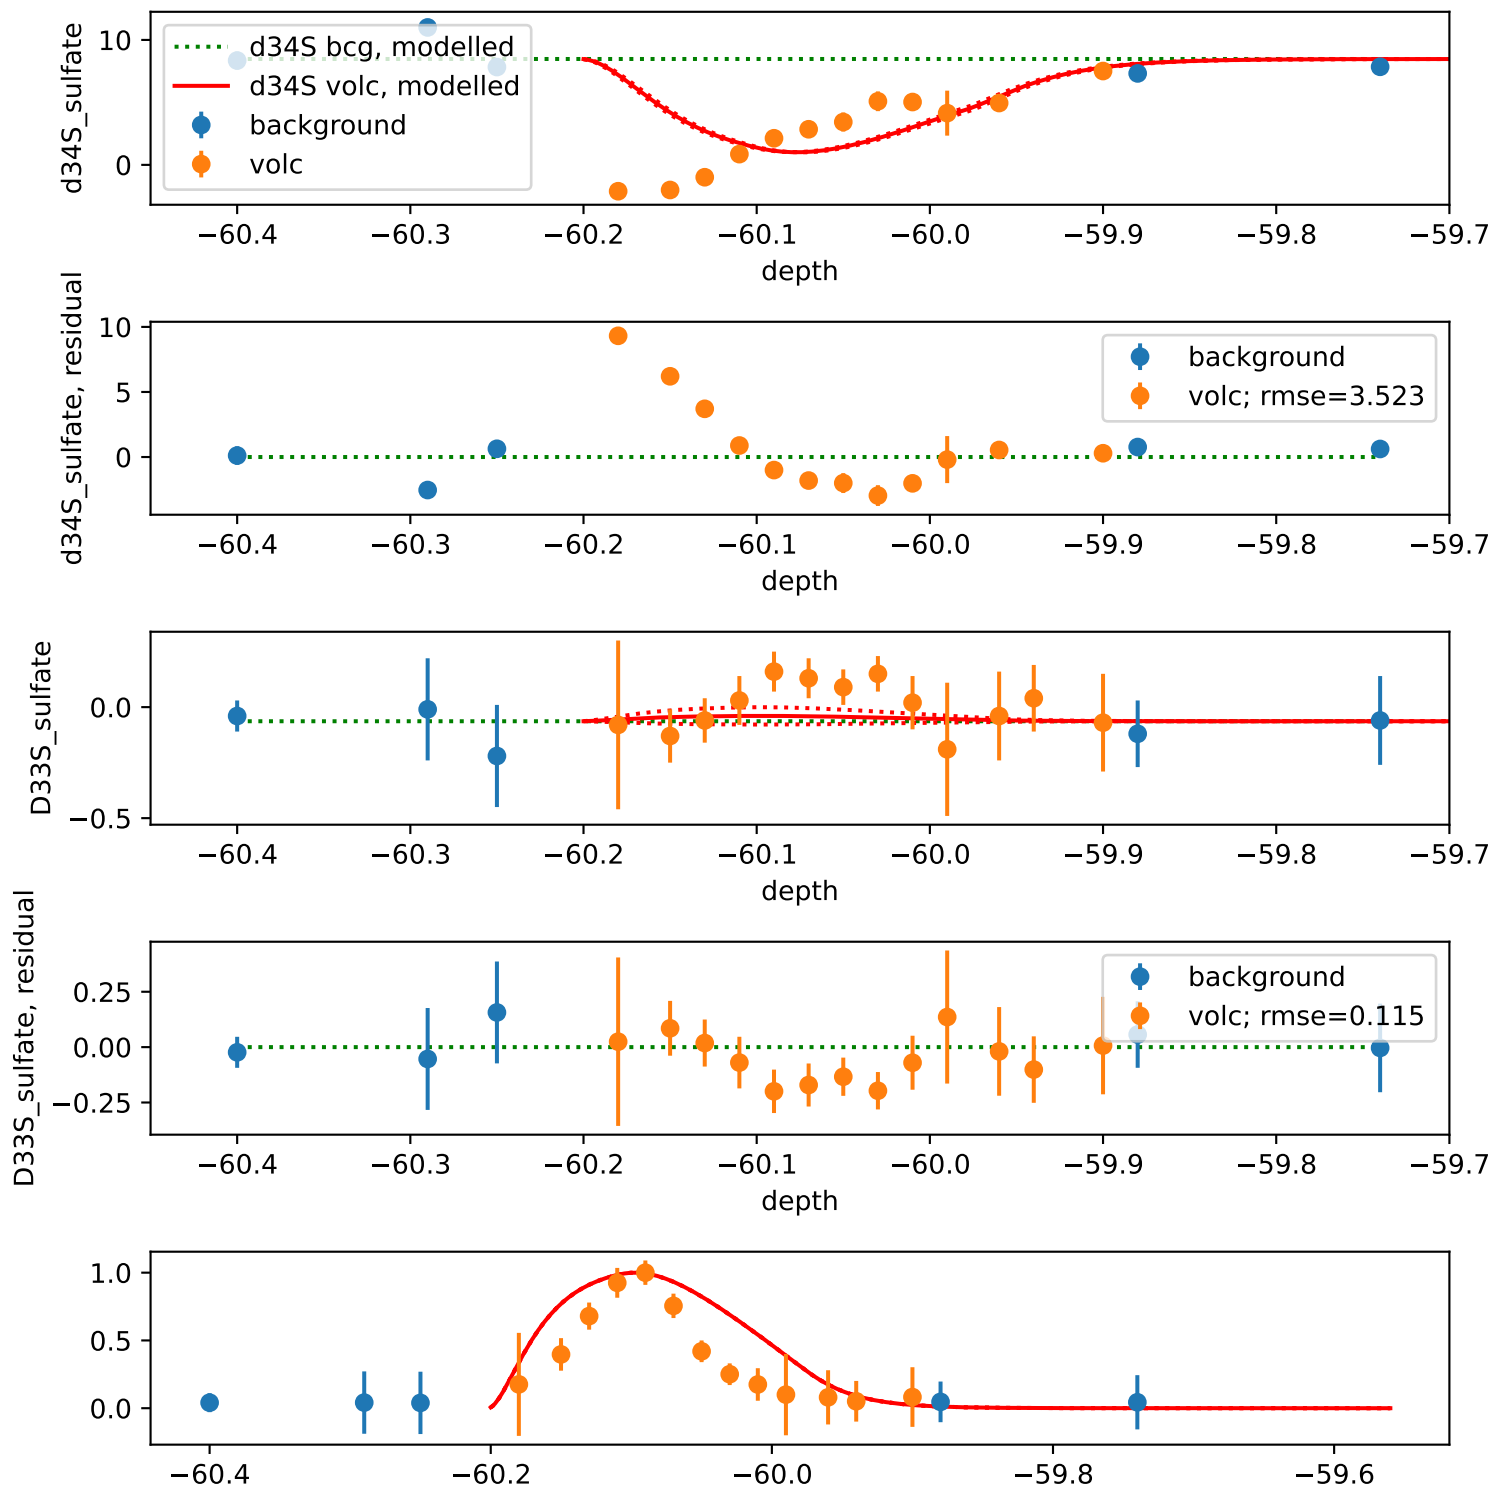 d34S_sulfate
10
0
d34S bcg, modelled
d34S volc, modelled
background
volc
−60.4 −60.3 −60.2 −60.1 −60.0 −59.9 −59.8 −59.7
depth
d34S_sulfate, residual
10
5
0
background
volc; rmse=3.523
−60.4 −60.3 −60.2 −60.1 −60.0 −59.9 −59.8 −59.7
depth
D33S_sulfate
0.0
−0.5
−60.4 −60.3 −60.2 −60.1 −60.0 −59.9 −59.8 −59.7
depth
D33S_sulfate, residual
0.25
0.00
−0.25
background
volc; rmse=0.115
−60.4 −60.3 −60.2 −60.1 −60.0 −59.9 −59.8 −59.7
depth
1.0
0.5
0.0
−60.4 −60.2 −60.0 −59.8 −59.6